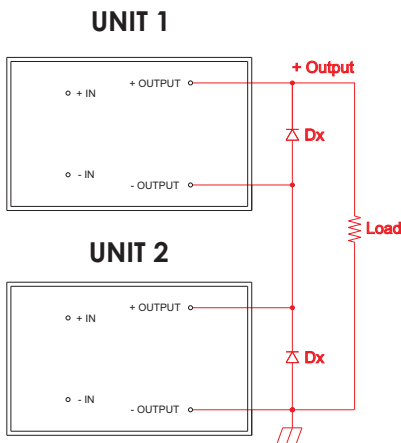 UNIT 1
+ Output
+ OUTPUT
+ IN
Dx
- IN
- OUTPUT
Load
UNIT 2
+ OUTPUT
+ IN
Dx
- IN
- OUTPUT